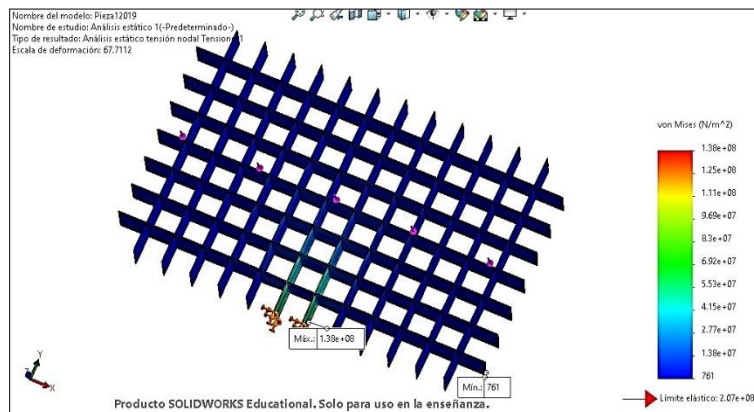 Nombre del modelo: Pieza12019
Nombre de estudio: Análisis estático 1(-Predeterminado-)
Tipo de resultado: Análisis estático tensión nodal Tensiones1
Escala de deformación: 67.7112
von Mises (N/m^2)
1.38e+08
1.25e+08
1.11e+08
9.69e+07
8.3e+07
6.92e+07
5.53e+07
4.15e+07
2.77e+07
1.38e+07
761
Límite elástico: 2.07e+08
Máx.: 1.38e+08
Mín.: 761
Y
X
Producto SOLIDWORKS Educational. Solo para uso en la enseñanza.